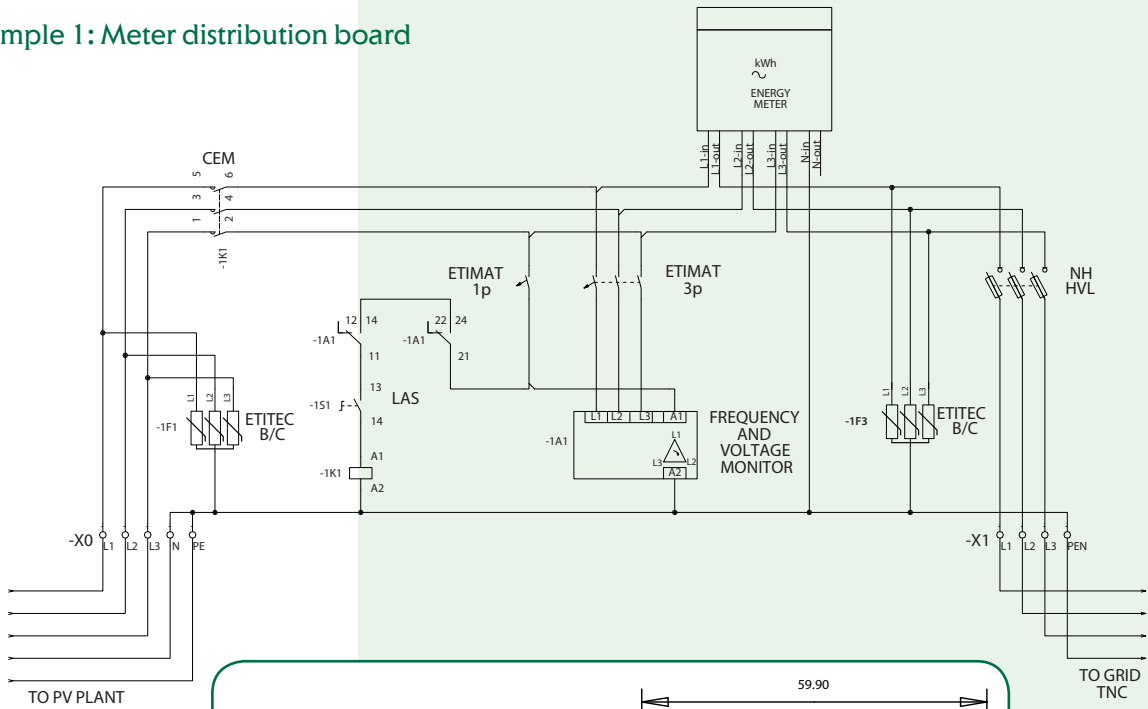 mple 1: Meter distribution board
kWh
ENERGY
METER
L1-in
L1-out
L2-in
L2-out
L3-in
L3-out
N-in
N-out
CEM
5
6
3
4
1
2
-1K1
ETIMAT
1p
ETIMAT
3p
NH
HVL
12 14
-1A1
11
22 24
-1A1
21
13
-1S1
14
LAS
A1
-1K1
A2
L1
L2
L3
-1F1
ETITEC
B/C
L1 L2 L3 A1
-1A1
L1
L3
L2
A2
FREQUENCY
AND
VOLTAGE
MONITOR
L1
L2
L3
-1F3
ETITEC
B/C
-X0 L1 L2 L3 N PE
-X1 L1 L2 L3 PEN
TO PV PLANT
TO GRID
TNC
59.90